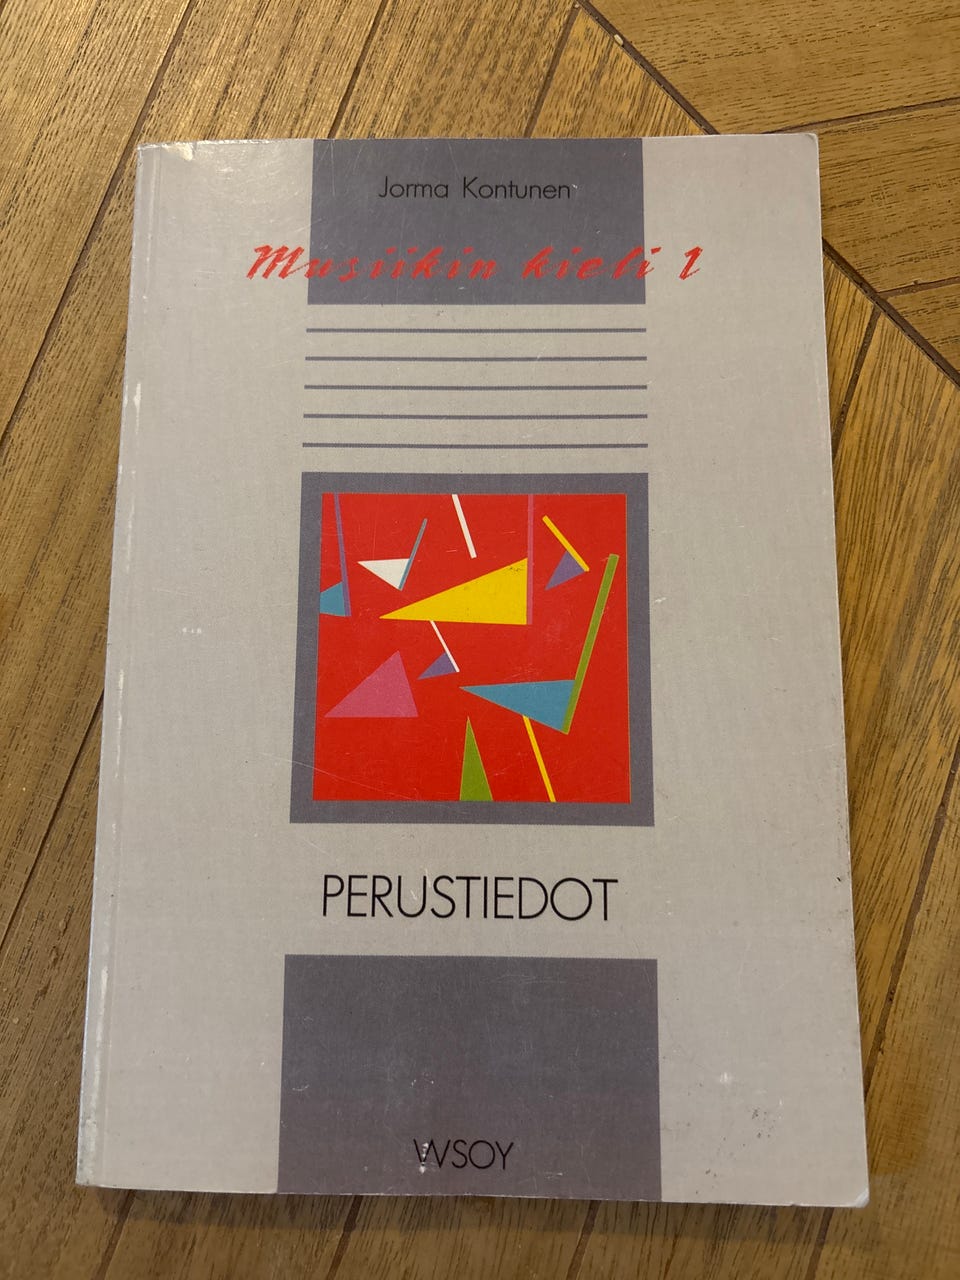 Jorma Kontunen
Musiikin kieli 1
PERUSTIEDOT
WSOY